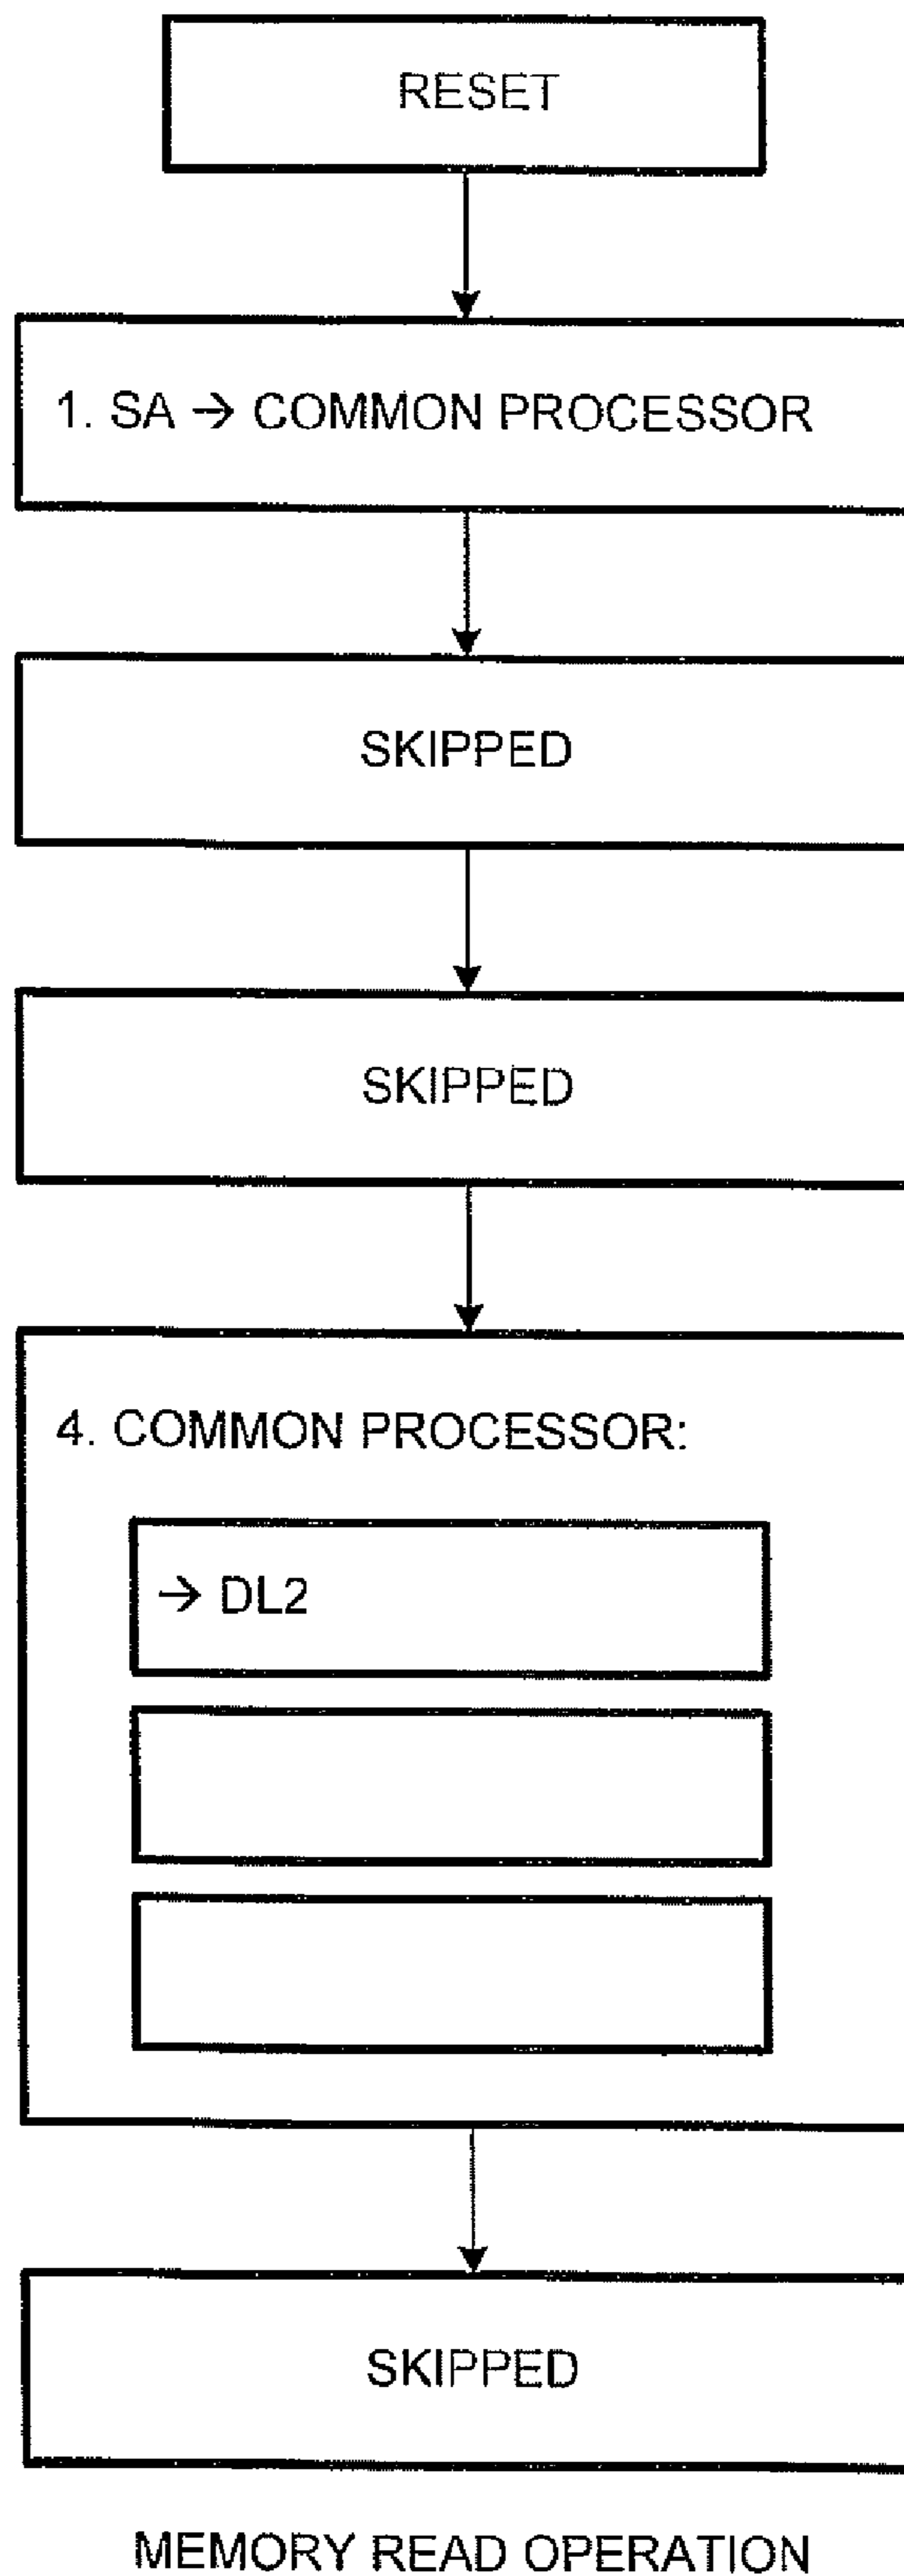 RESET
1. SA → COMMON PROCESSOR
SKIPPED
SKIPPED
4. COMMON PROCESSOR:
→ DL2
SKIPPED
MEMORY READ OPERATION